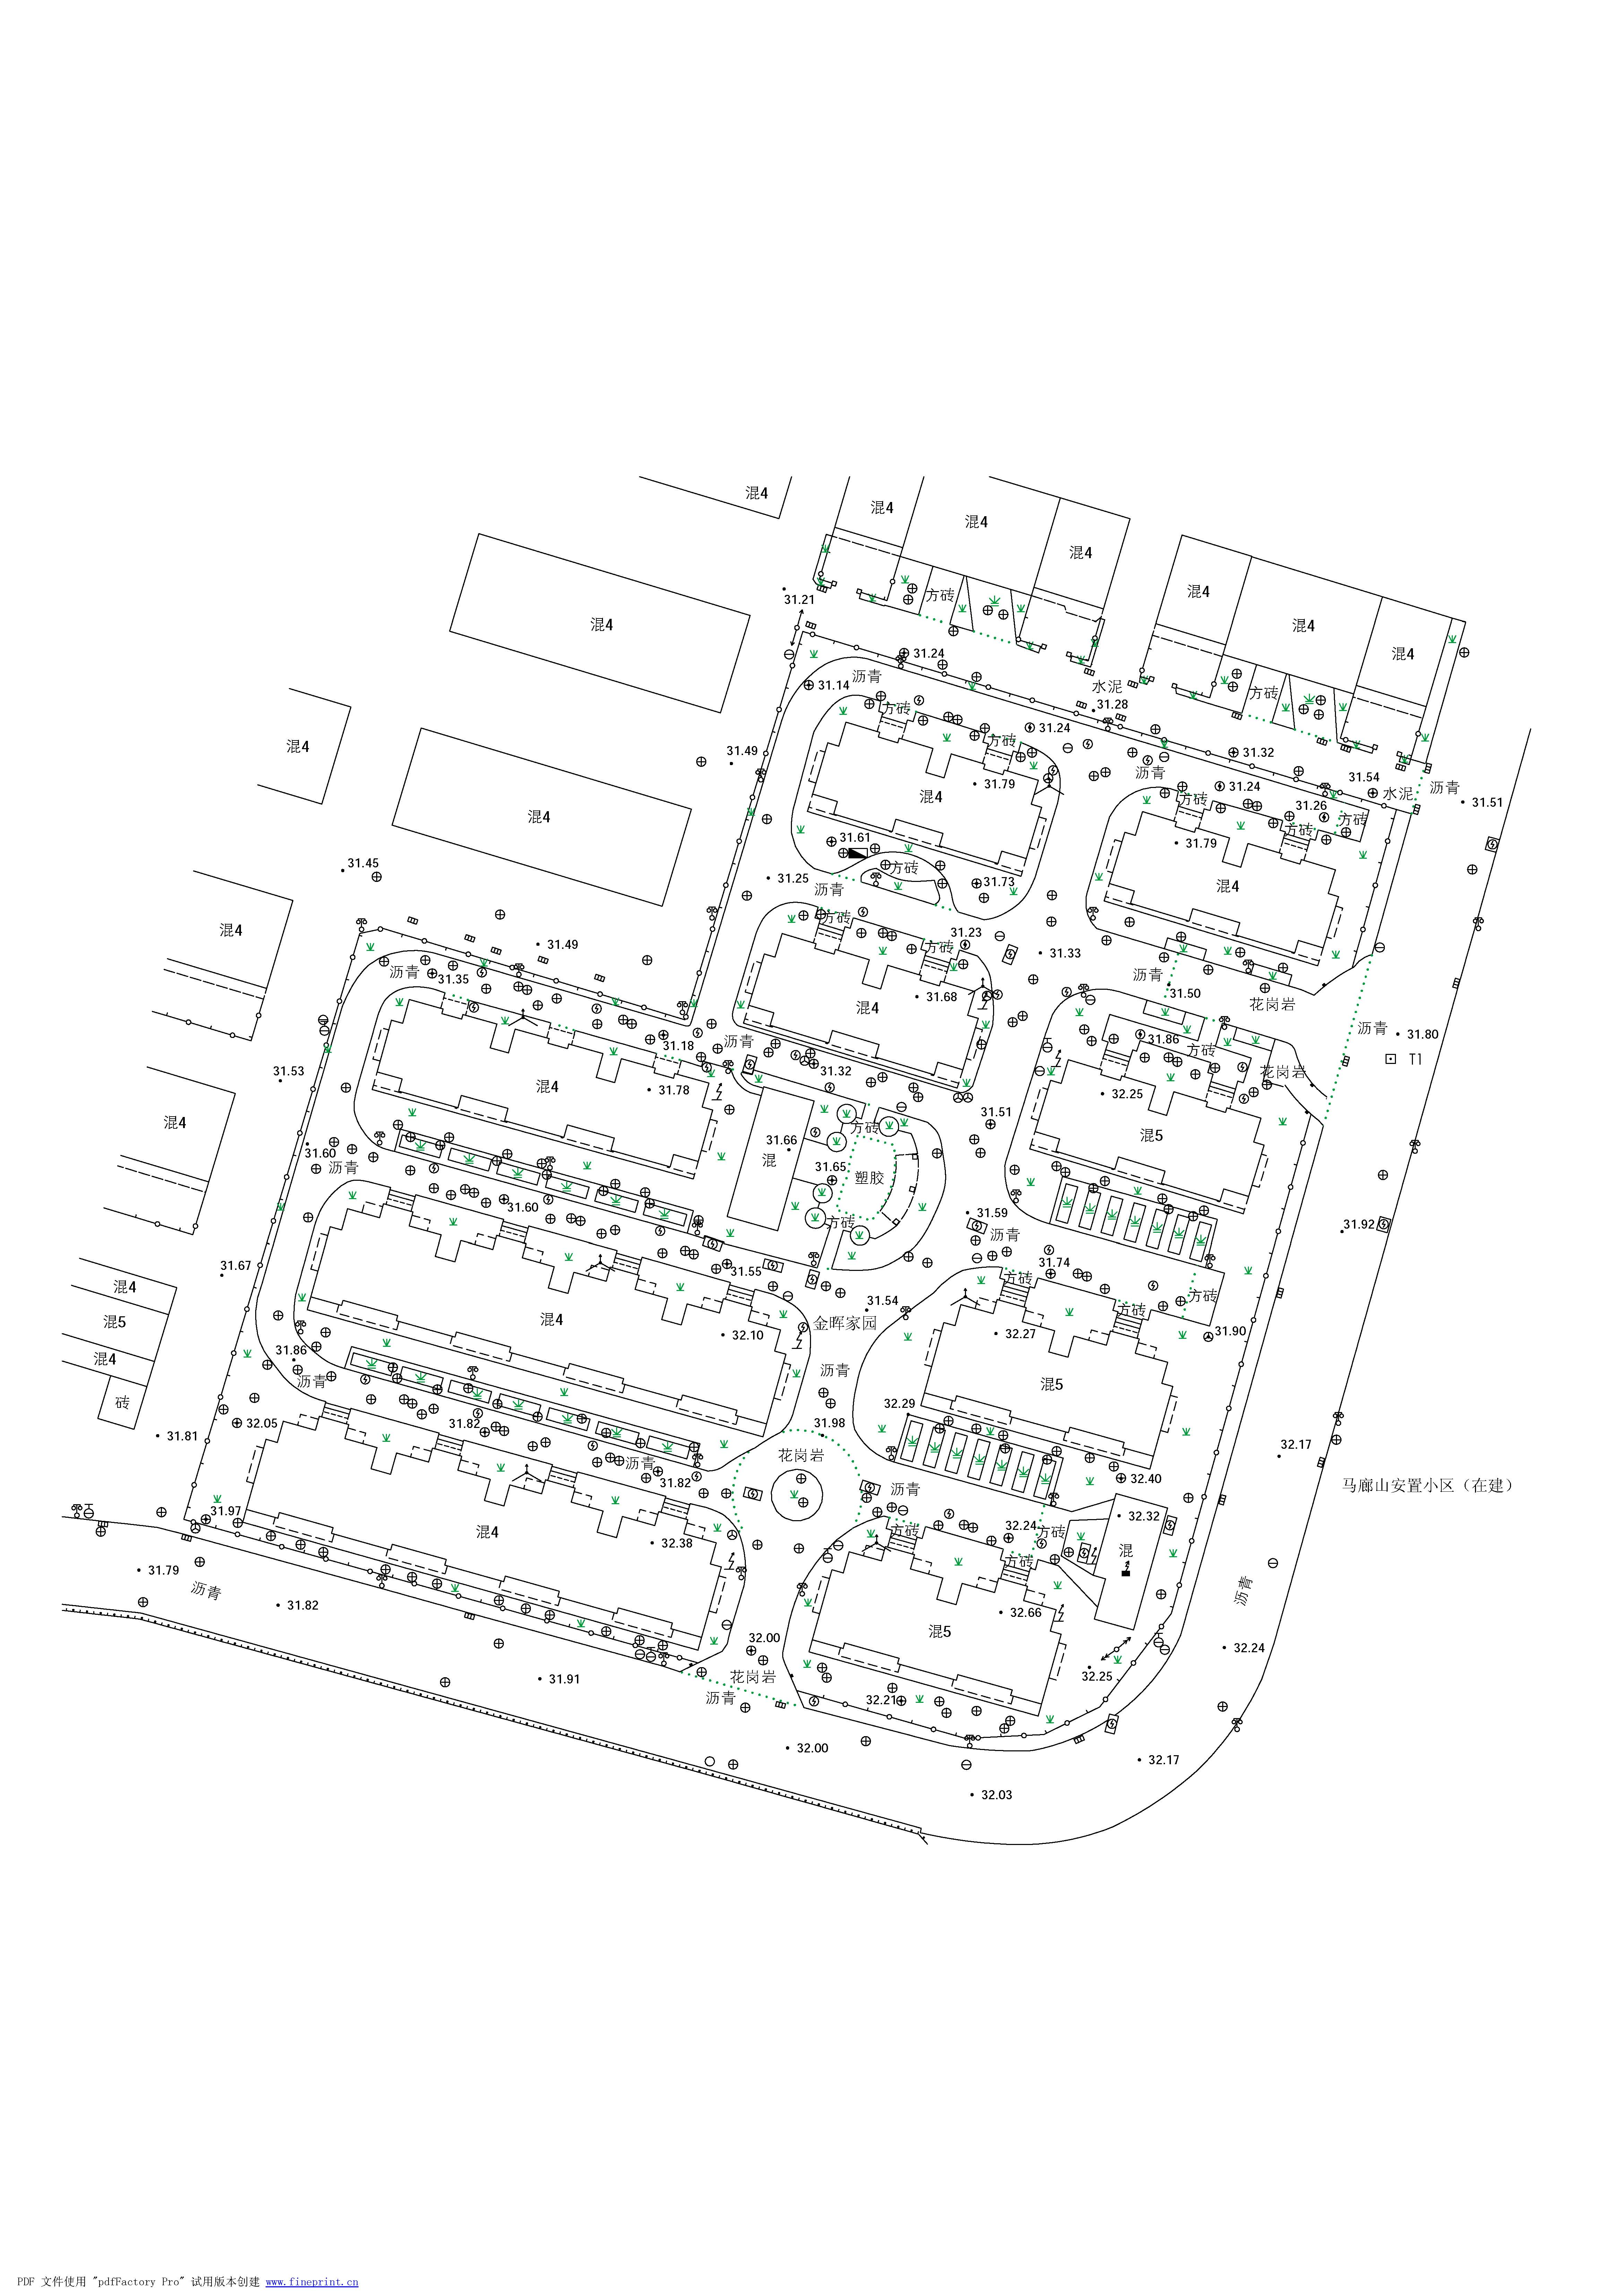 混4
混4
混4
混4
混4
混4
混4
混4
31.21
方砖
方砖
31.24
水泥
31.28
沥青
31.14
方砖
31.24
方砖
31.32
混4
31.49
沥青
31.54
水泥
沥青
31.51
31.79
混4
方砖
31.24
31.26
方砖
方砖
混4
31.61
31.79
31.45
方砖
31.25
沥青
31.73
混4
混4
方砖
31.23
31.49
方砖
31.33
沥青
31.35
沥青
31.68
31.50
混4
花岗岩
沥青
31.80
T1
31.18
沥青
31.86
方砖
31.53
31.32
花岗岩
混4
31.78
32.25
混4
31.51
方砖
混5
31.66
混
31.60
沥青
31.65
塑胶
31.60
31.59
方砖
31.92
沥青
31.67
31.55
31.74
方砖
混4
31.54
方砖
方砖
混5
混4
金晖家园
31.90
32.10
32.27
31.86
混4
沥青
沥青
混5
砖
32.29
32.05
31.82
31.98
31.81
32.17
花岗岩
沥青
31.82
沥青
32.40
马廊山安置小区（在建）
31.97
32.32
32.24
方砖
混4
方砖
32.38
混
方砖
31.79
沥青
沥青
31.82
32.66
混5
32.00
32.24
花岗岩
32.25
31.91
沥青
32.21
32.00
32.17
32.03
PDF 文件使用 "pdfFactory Pro" 试用版本创建 www.fineprint.cn